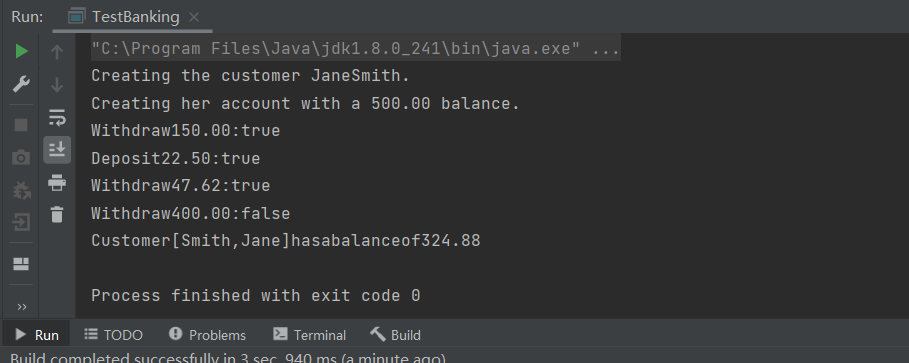 Run: TestBanking ×
"C:\Program Files\Java\jdk1.8.0_241\bin\java.exe" ...
Creating the customer JaneSmith.
Creating her account with a 500.00 balance.
Withdraw150.00:true
Deposit22.50:true
Withdraw47.62:true
Withdraw400.00:false
Customer[Smith,Jane]hasabalanceof324.88
Process finished with exit code 0
Run TODO Problems Terminal Build
Build completed successfully in 3 sec, 940 ms (a minute ago)